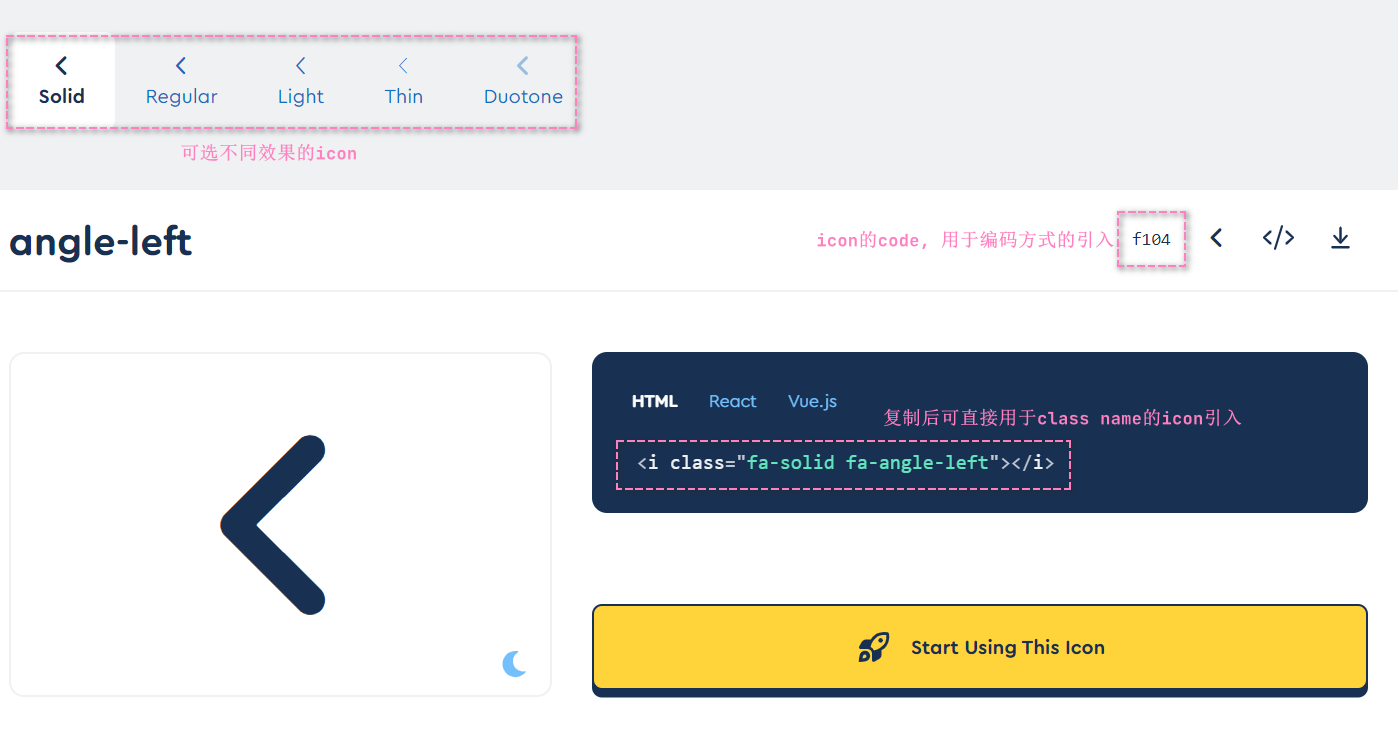 Solid Regular Light Thin Duotone
可选不同效果的icon
angle-left
icon的code, 用于编码方式的引入 f104
HTML React Vue.js
复制后可直接用于class name的icon引入
<i class="fa-solid fa-angle-left"></i>
Start Using This Icon